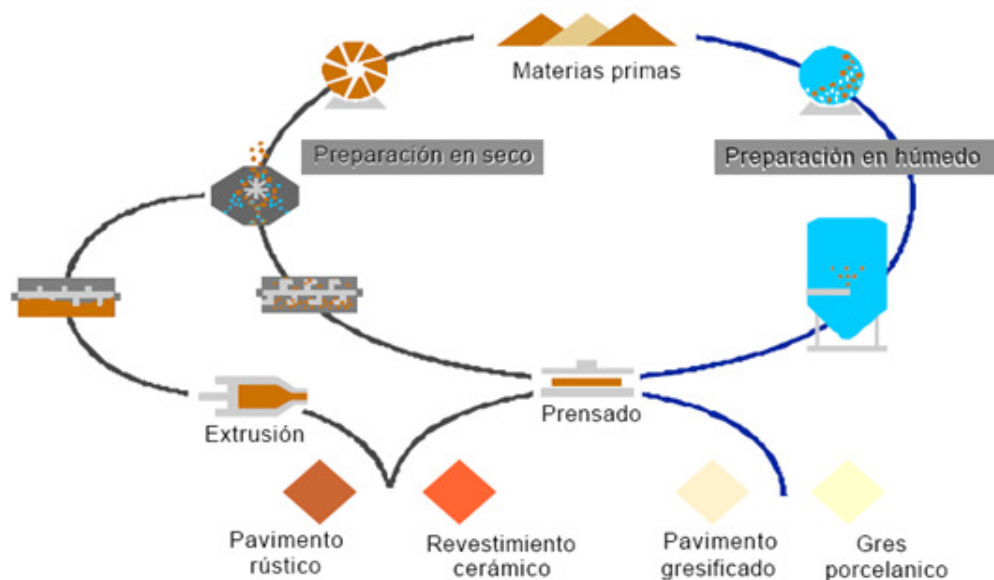 Materias primas
Preparación en seco
Preparación en húmedo
Prensado
Extrusión
Pavimento
rústico
Revestimiento
cerámico
Pavimento
gresificado
Gres
porcelanico